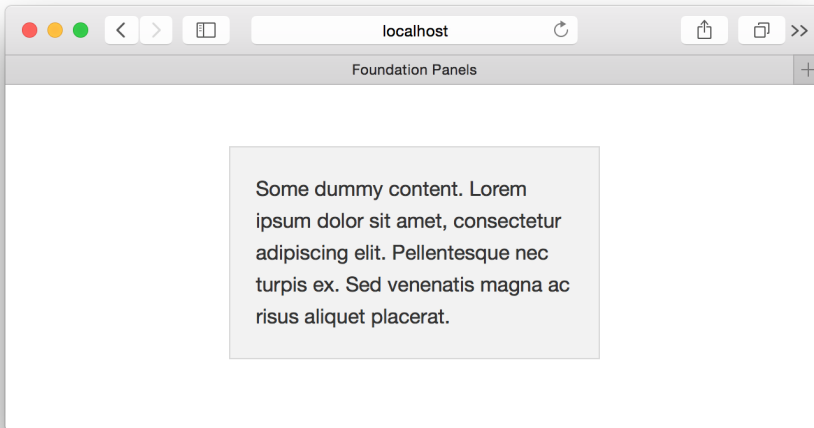 localhost
Foundation Panels
Some dummy content. Lorem
ipsum dolor sit amet, consectetur
adipiscing elit. Pellentesque nec
turpis ex. Sed venenatis magna ac
risus aliquet placerat.